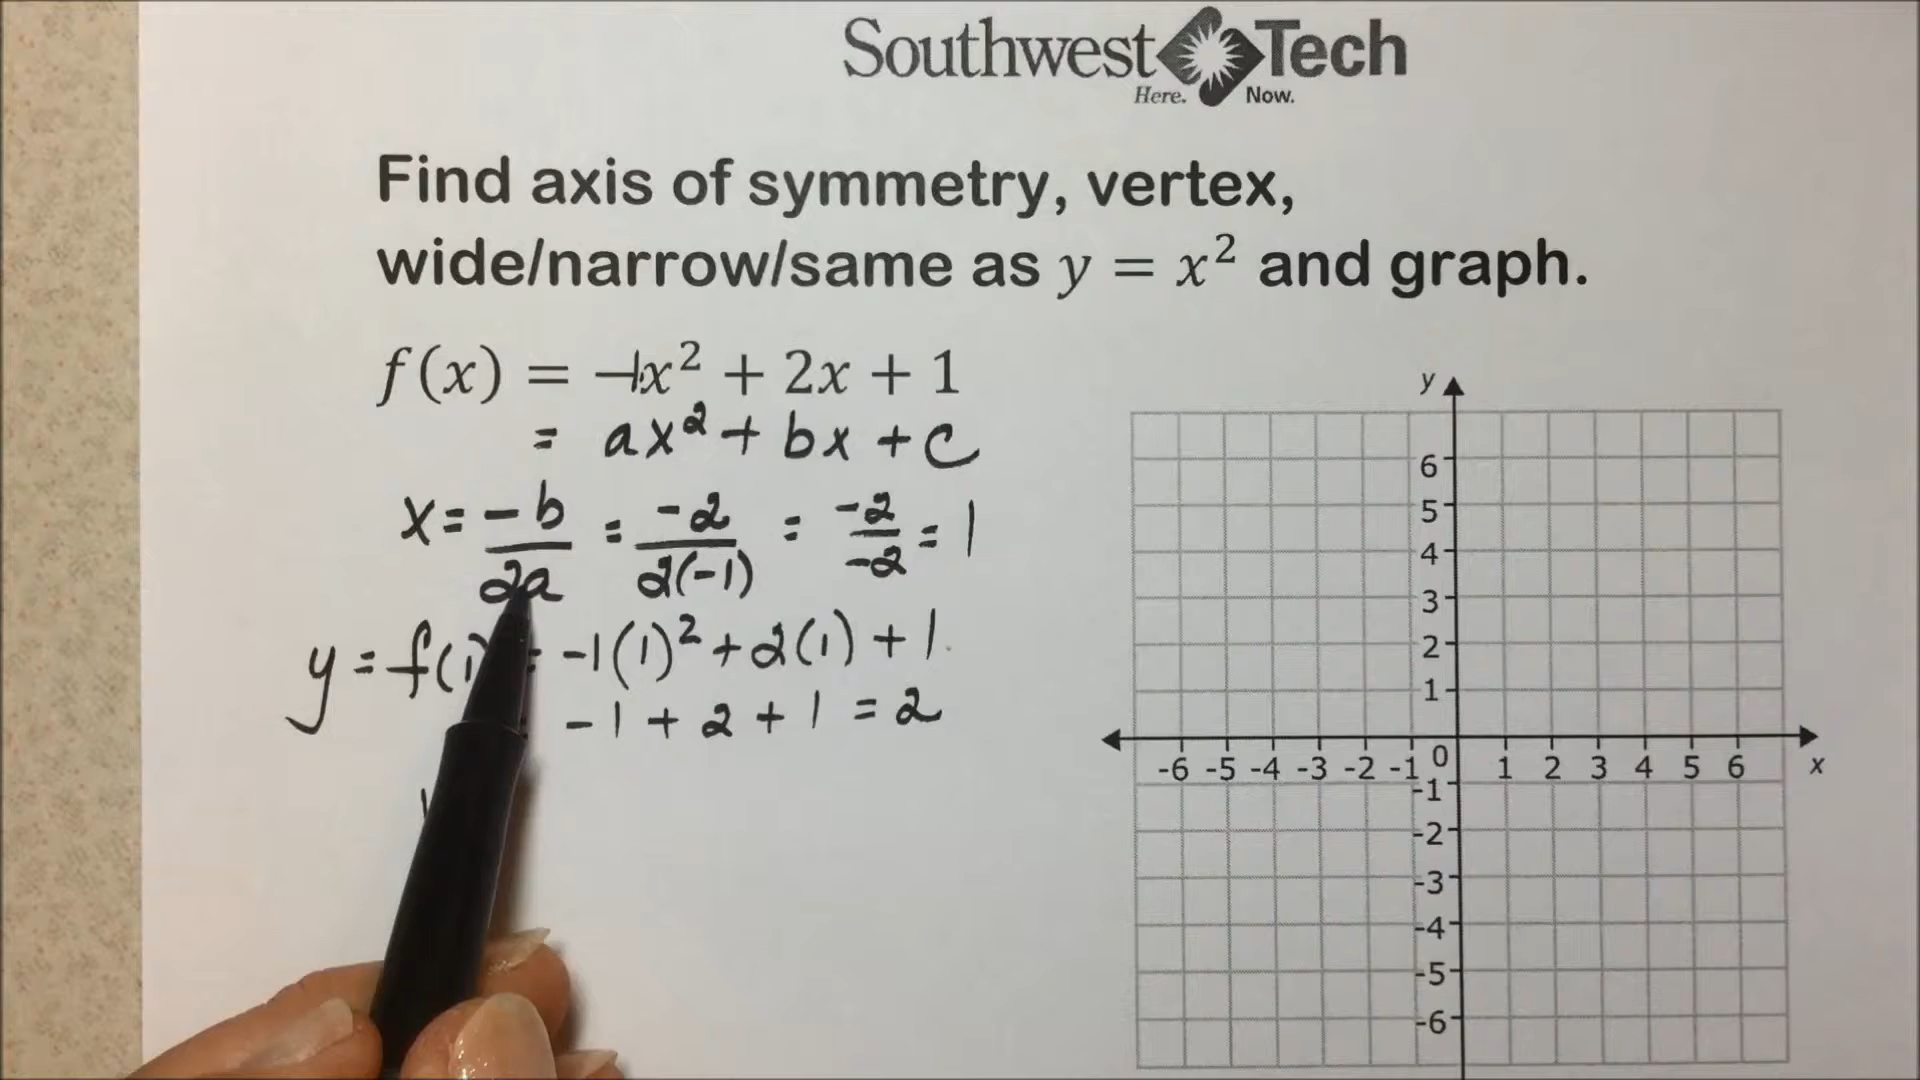 Southwest Tech
Here. Now.
Find axis of symmetry, vertex,
wide/narrow/same as y = x² and graph.
f(x) = -1x² + 2x + 1
= ax² + bx + c
x = -b/2a = -2/2(-1) = -2/-2 = 1
y = f(1) = -1(1)² + 2(1) + 1
-1 + 2 + 1 = 2
y
6
5
4
3
2
1
-6 -5 -4 -3 -2 -1 0 1 2 3 4 5 6 x
-1
-2
-3
-4
-5
-6